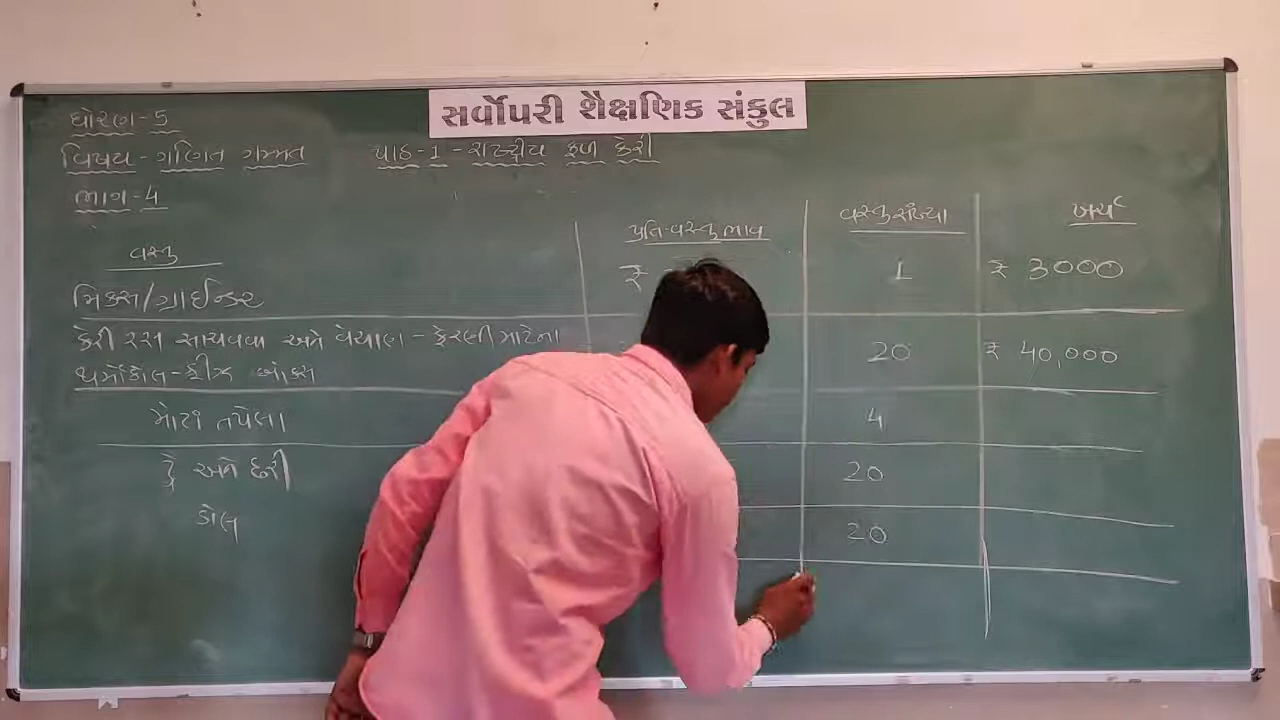 સર્વોપરી શૈક્ષણિક સંકુલ
ધોરણ-5
વિષય-ગણિત ગમ્મત પાઠ-1-રાષ્ટ્રીય ફળ કેરી
ભાગ-4
વસ્તુ પ્રતિ-વસ્તુ ભાવ વસ્તુ સંખ્યા ખર્ચ
મિક્સ/ગ્રાઈન્ડર ₹ 1 ₹ 3000
કેરી રસ સાચવવા અને વેચાણ-ફેરણી માટેના 20 ₹ 40,000
થર્મોકોલ-ફ્રીઝ બોક્સ
મોટા તપેલા 4
ટ્રે અને છરી 20
ડોલ 20